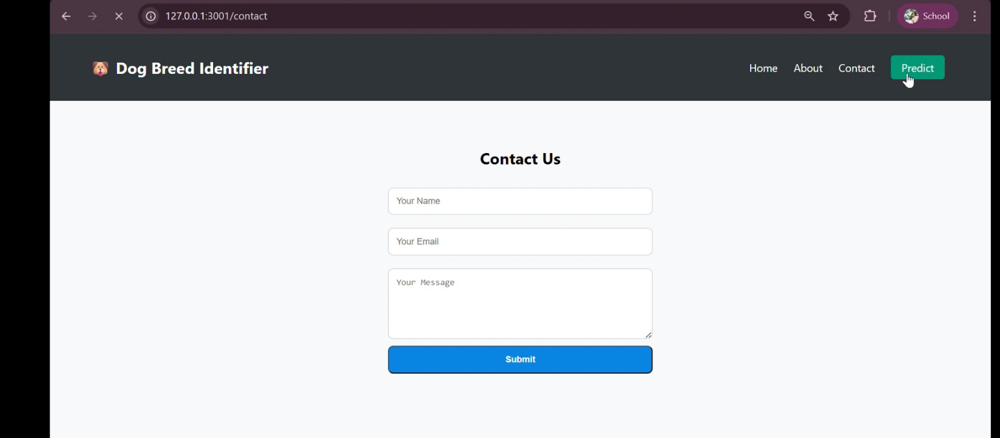 127.0.0.1:3001/contact
School
Dog Breed Identifier
Home
About
Contact
Predict
Contact Us
Your Name
Your Email
Your Message
Submit